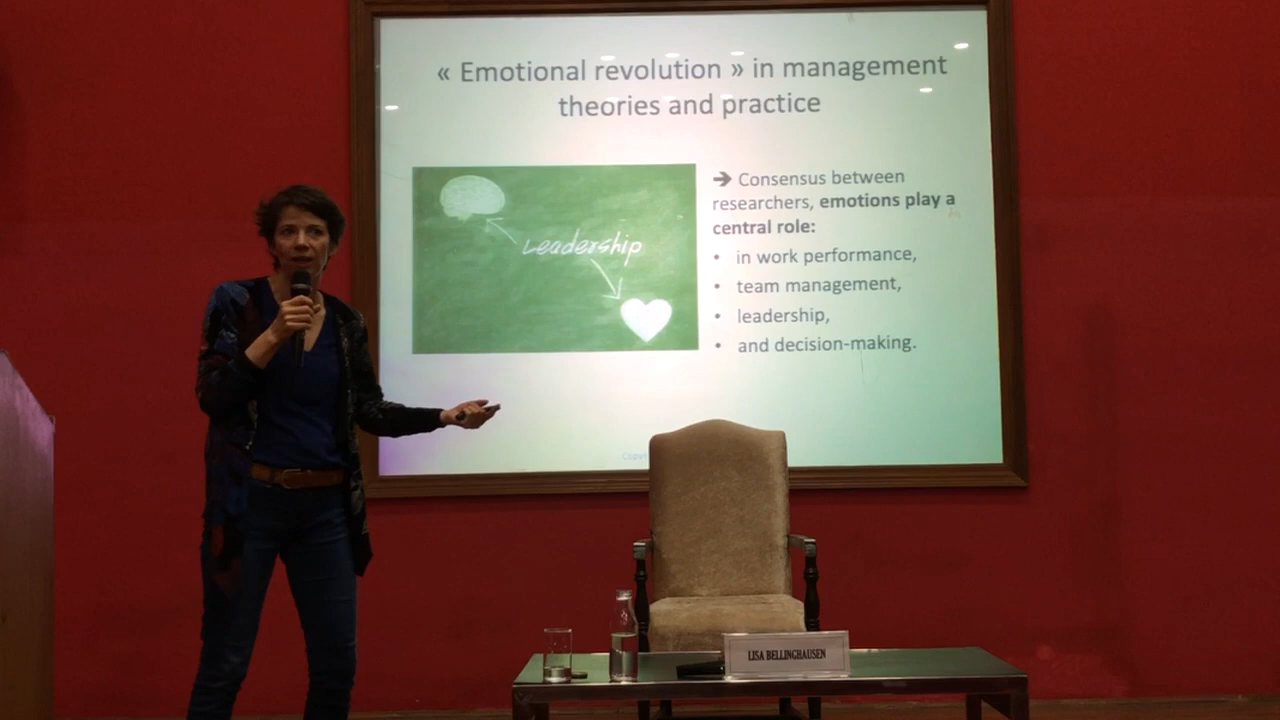 « Emotional revolution » in management
theories and practice
Leadership
➔ Consensus between
researchers, emotions play a
central role:
• in work performance,
• team management,
• leadership,
• and decision-making.
LISA BELLINGHAUSEN